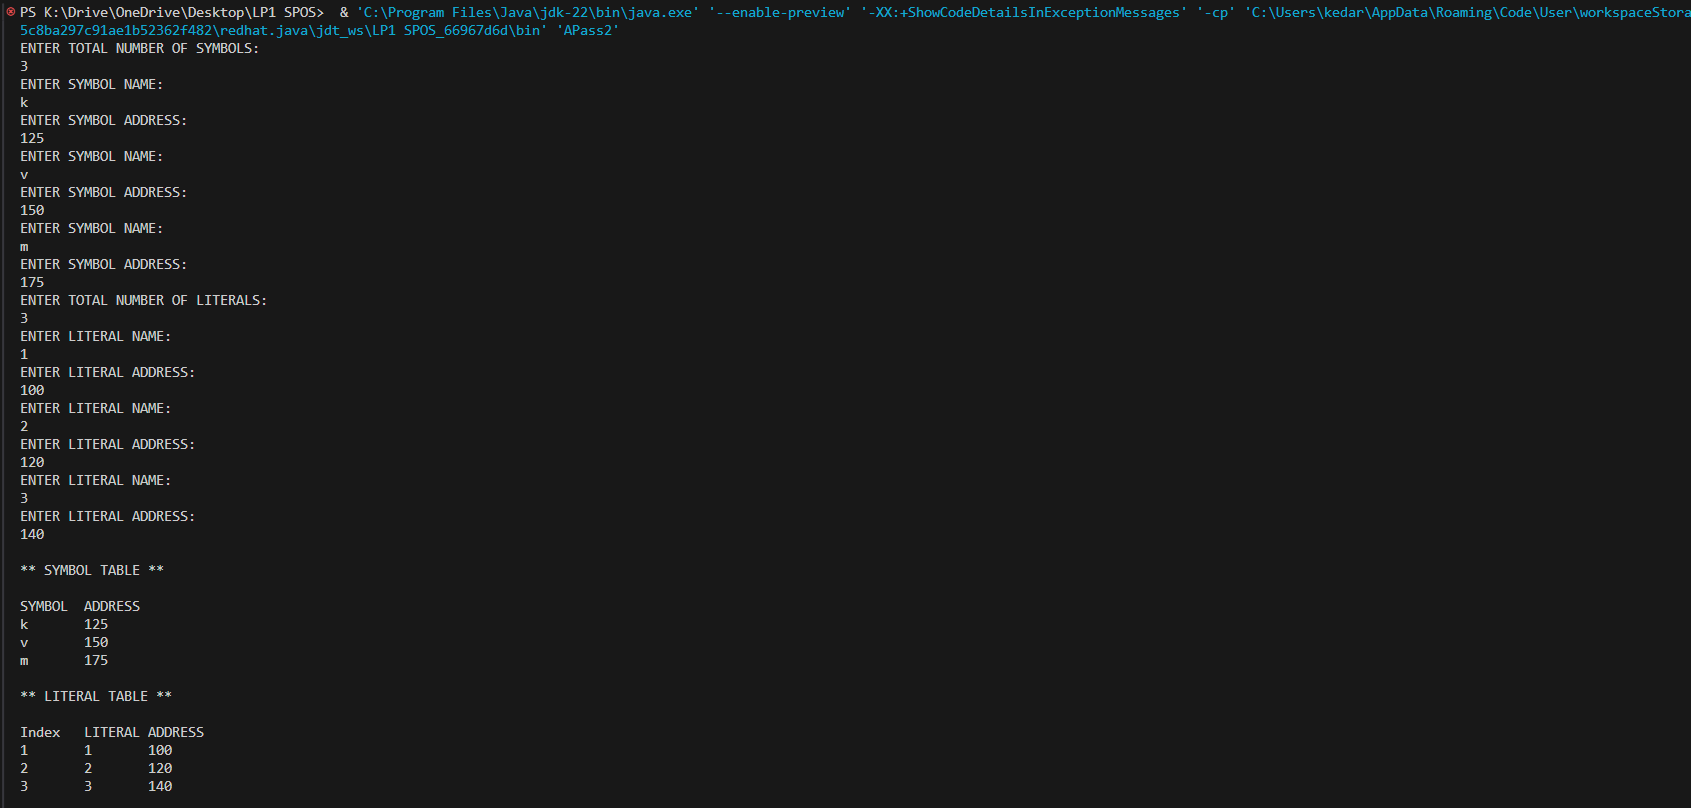 PS K:\Drive\OneDrive\Desktop\LP1 SPOS>  & 'C:\Program Files\Java\jdk-22\bin\java.exe' '--enable-preview' '-XX:+ShowCodeDetailsInExceptionMessages' '-cp' 'C:\Users\kedar\AppData\Roaming\Code\User\workspaceStora
5c8ba297c91ae1b52362f482\redhat.java\jdt_ws\LP1 SPOS_66967d6d\bin' 'APass2'
ENTER TOTAL NUMBER OF SYMBOLS:
3
ENTER SYMBOL NAME:
k
ENTER SYMBOL ADDRESS:
125
ENTER SYMBOL NAME:
v
ENTER SYMBOL ADDRESS:
150
ENTER SYMBOL NAME:
m
ENTER SYMBOL ADDRESS:
175
ENTER TOTAL NUMBER OF LITERALS:
3
ENTER LITERAL NAME:
1
ENTER LITERAL ADDRESS:
100
ENTER LITERAL NAME:
2
ENTER LITERAL ADDRESS:
120
ENTER LITERAL NAME:
3
ENTER LITERAL ADDRESS:
140
** SYMBOL TABLE **
SYMBOL  ADDRESS
k       125
v       150
m       175
** LITERAL TABLE **
Index   LITERAL ADDRESS
1       1       100
2       2       120
3       3       140